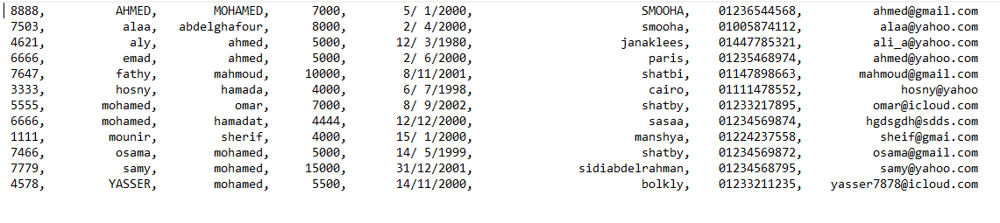 8888, AHMED, MOHAMED, 7000, 5/ 1/2000, SMOOHA, 01236544568, ahmed@gmail.com
7503, alaa, abdelghafour, 8000, 2/ 4/2000, smooha, 01005874112, alaa@yahoo.com
4621, aly, ahmed, 5000, 12/ 3/1980, janaklees, 01447785321, ali_a@yahoo.com
6666, emad, ahmed, 5000, 2/ 6/2000, paris, 01235468974, ahmed@yahoo.com
7647, fathy, mahmoud, 10000, 8/11/2001, shatbi, 01147898663, mahmoud@gmail.com
3333, hosny, hamada, 4000, 6/ 7/1998, cairo, 01111478552, hosny@yahoo
5555, mohamed, omar, 7000, 8/ 9/2002, shatby, 01233217895, omar@icloud.com
6666, mohamed, hamadat, 4444, 12/12/2000, sasaa, 01234569874, hgdsgdh@sdds.com
1111, mounir, sherif, 4000, 15/ 1/2000, manshya, 01224237558, sheif@gmai.com
7466, osama, mohamed, 5000, 14/ 5/1999, shatby, 01234569872, osama@gmail.com
7779, samy, mohamed, 15000, 31/12/2001, sidiabdelrahman, 01234568795, samy@yahoo.com
4578, YASSER, mohamed, 5500, 14/11/2000, bolkly, 01233211235, yasser7878@icloud.com